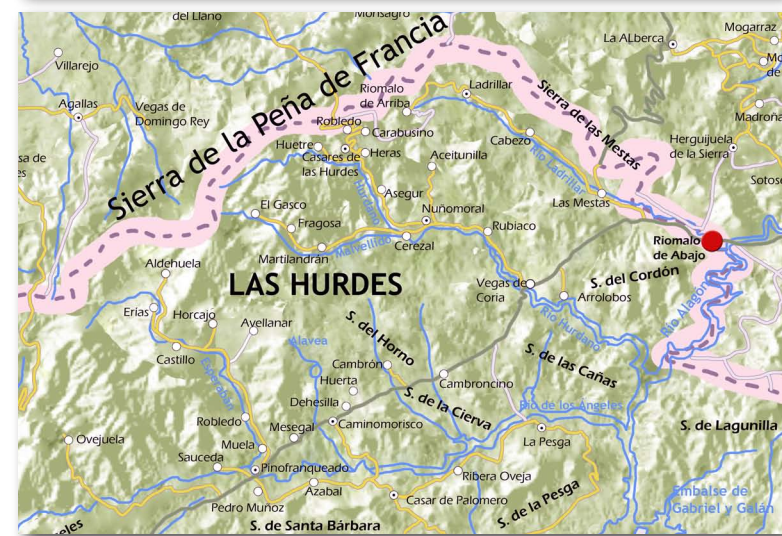 del Llano
Monsagro
La ALberca
Mogarraz
Villarejo
Sierra de la Peña de Francia
Agallas
Vegas de
Domingo Rey
Riomalo
de Arriba
Ladrillar
Sierra de las Mestas
Madroña
Robledo
Carabusino
Cabezo
Herguijuela
de la Sierra
Huetre
Casares de
las Hurdes
Heras
Aceitunilla
Río Ladrillar
sa de
es
Sotos
Asegur
Hurdano
Las Mestas
El Gasco
Nuñomoral
Fragosa
Rubiaco
Cerezal
Malvellido
Martilandrán
Riomalo
de Abajo
Aldehuela
LAS HURDES
Vegas de
Coria
S. del Cordón
Arrolobos
Río Alagón
Erías
Horcajo
Avellanar
S. del Horno
Río Hurdano
Alavea
Castillo
Cambrón
S. de las Cañas
Esperabán
Huerta
Cambroncino
Dehesilla
S. de la Cierva
Río de los Ángeles
Robledo
Mesegal
Caminomorisco
S. de Lagunilla
Ovejuela
Muela
La Pesga
Sauceda
Pinofranqueado
Ribera Oveja
Azabal
Embalse de
Gabriel y Galán
Pedro Muñoz
Casar de Palomero
S. de la Pesga
eles
S. de Santa Bárbara